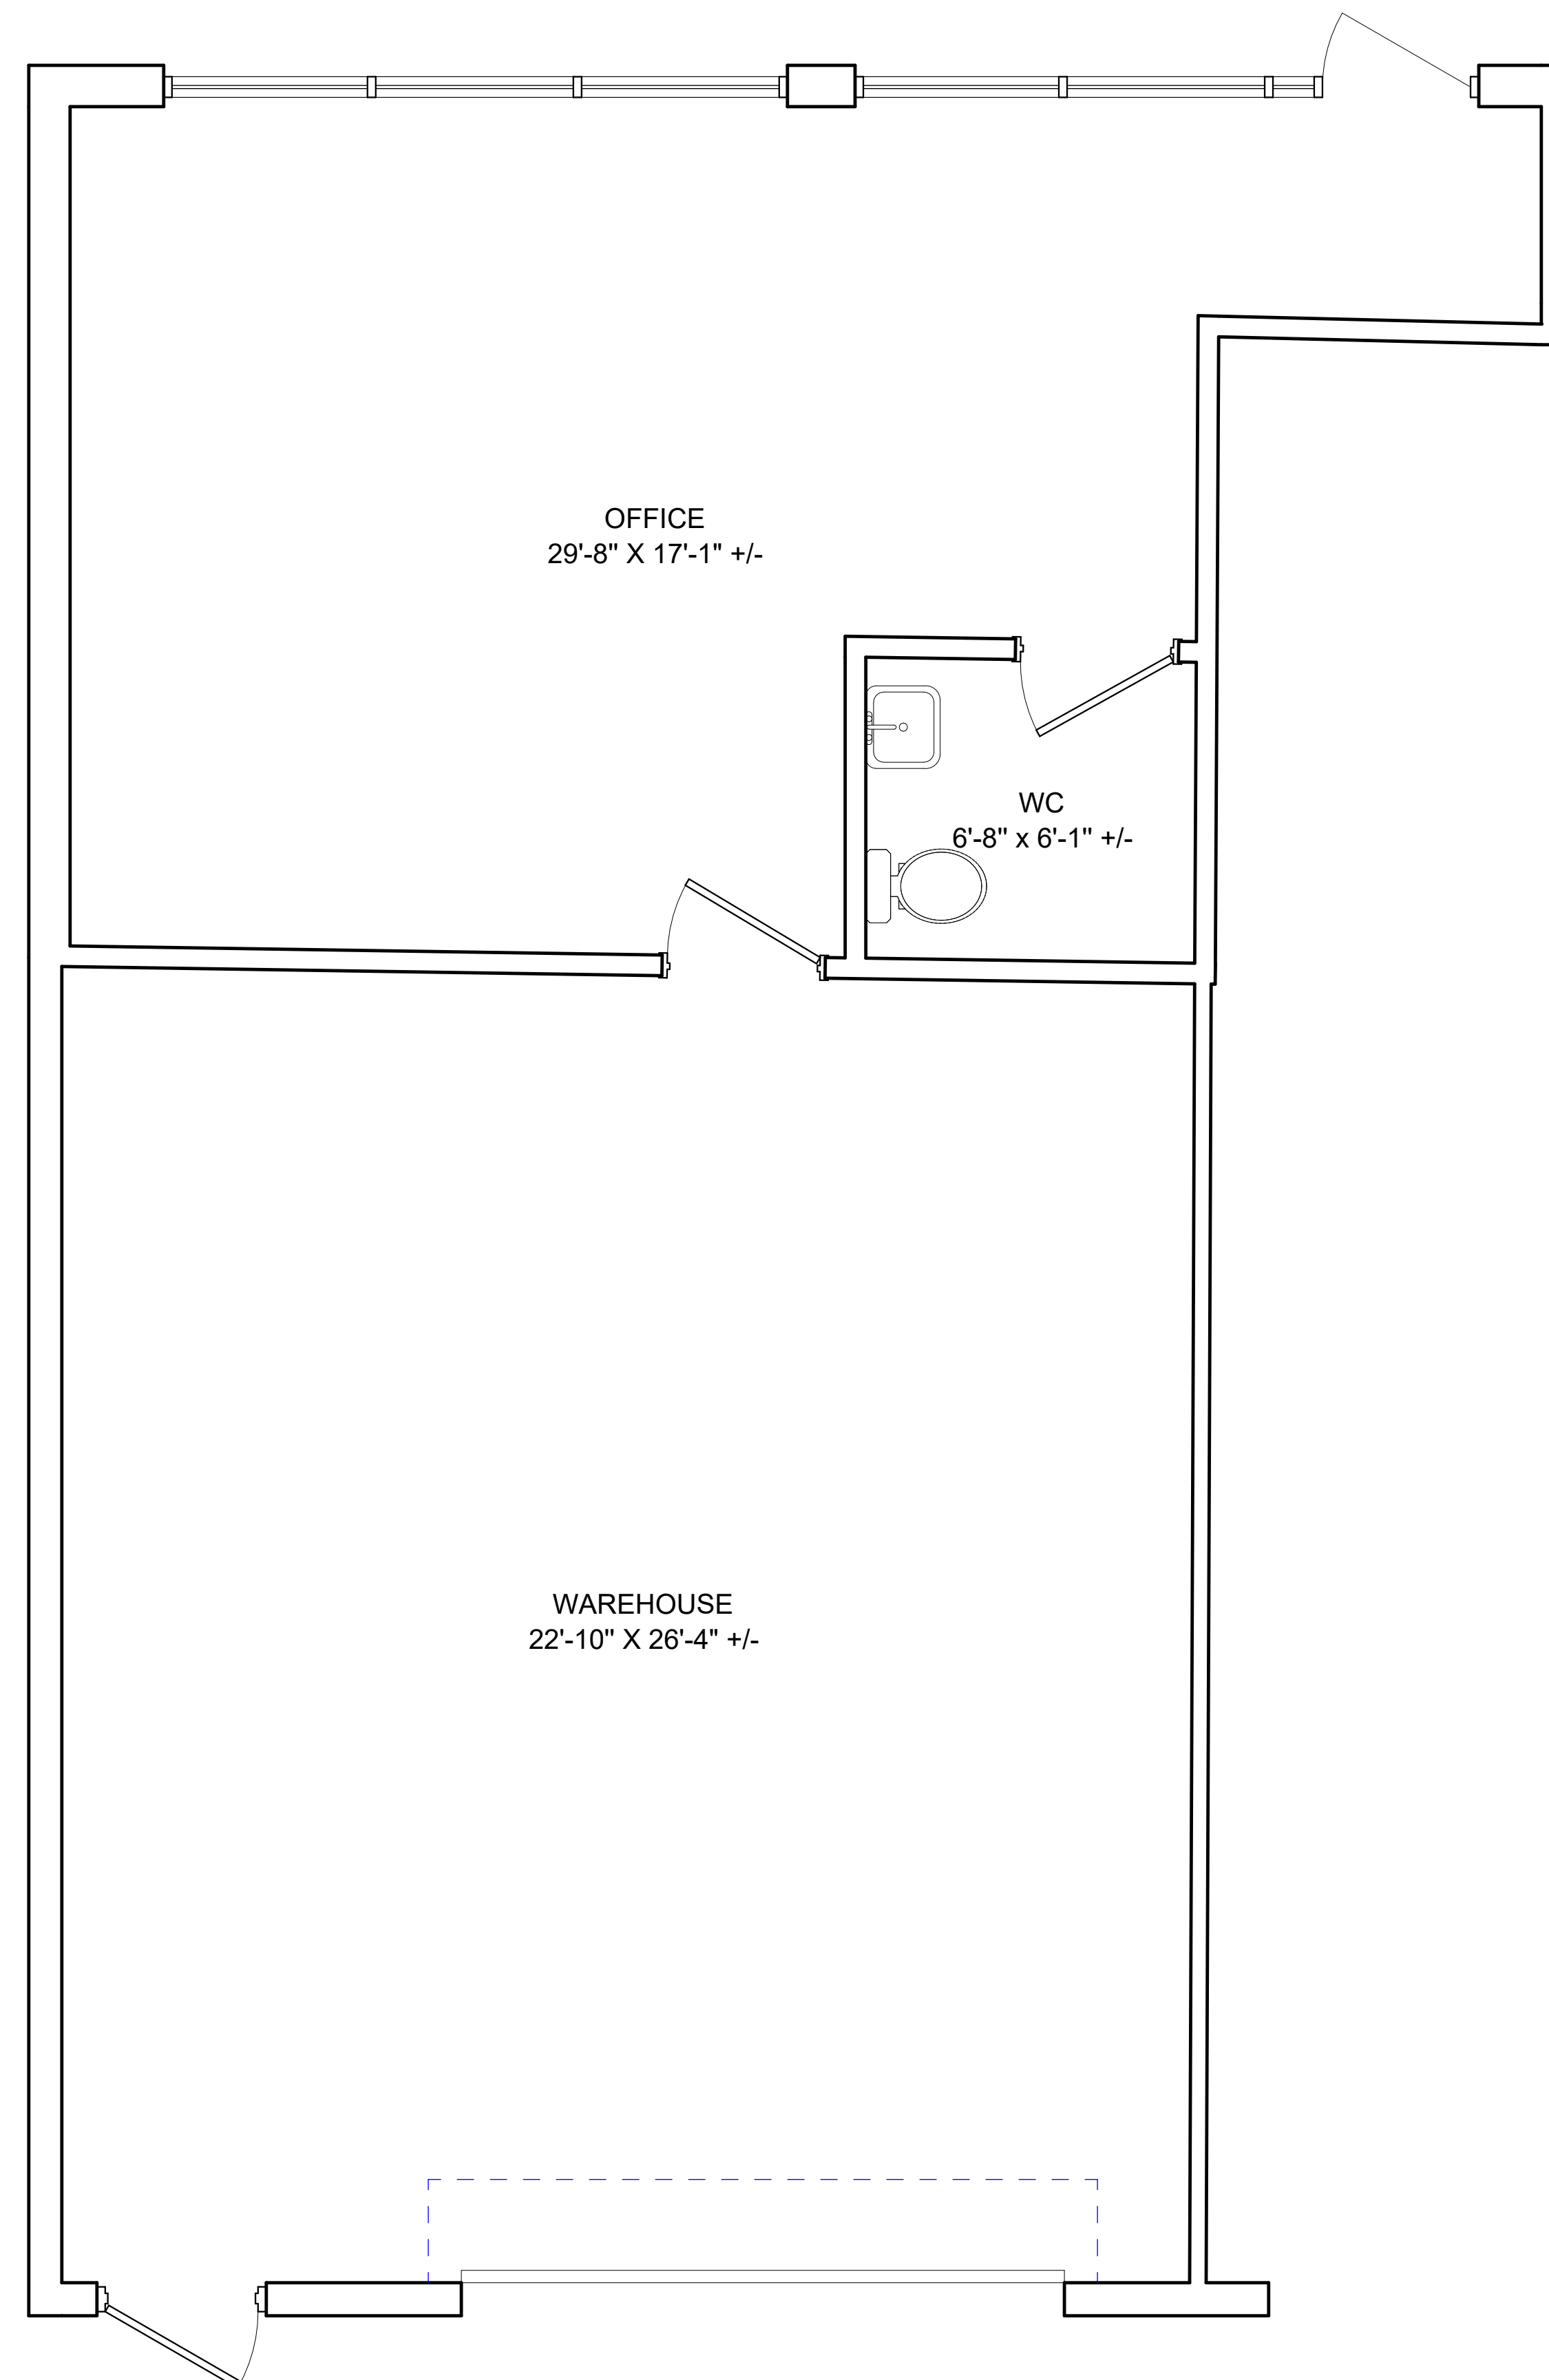 OFFICE
29'-8" X 17'-1" +/-
WC
6'-8" x 6'-1" +/-
WAREHOUSE
22'-10" X 26'-4" +/-